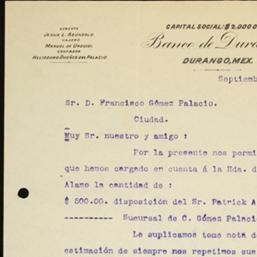 GERENTE
JESUS L. ASUNSOLO
CAJERO
MANUEL DE URQUIDI
CONTADOR
HELIODORO DUEÑES DEL PALACIO.
CAPITAL SOCIAL: $ 2.000
Banco de Dura
DURANGO, MEX.
Septiemb
Sr. D. Francisco Gómez Palacio.
Ciudad.
Muy Sr. nuestro y amigo :
Por la presente nos permi
que hemos cargado en cuenta á la Hda. d
Alamo la cantidad de :
$ 500.00. disposición del Sr. Patrick A
---------- Sucursal de C. Gómez Palaci
Le suplicamos tome nota d
estimación de siempre nos repetimos su